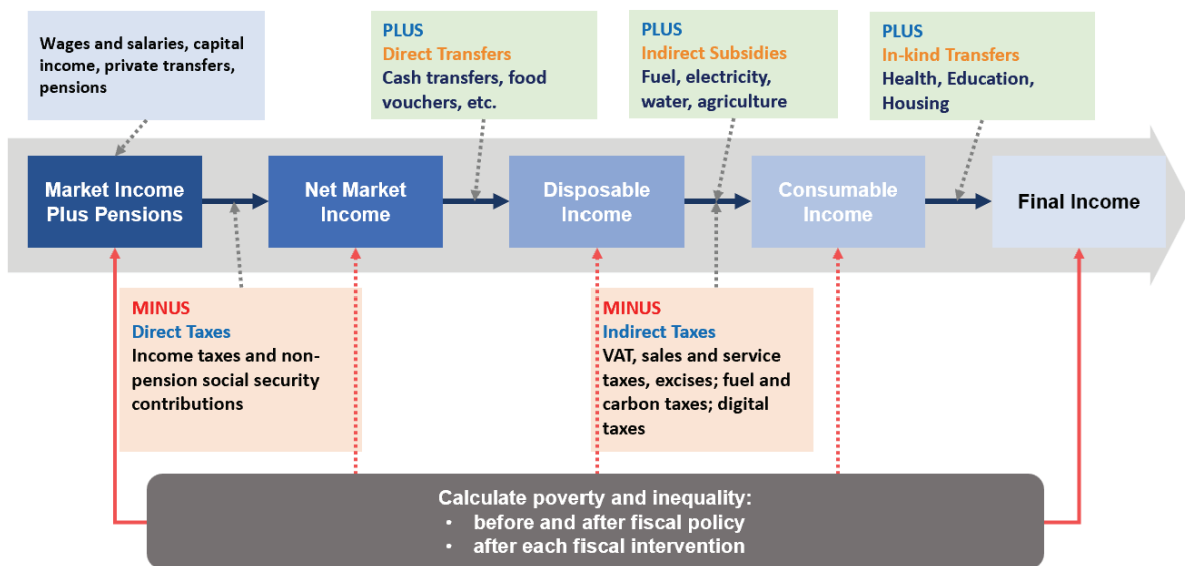 Wages and salaries, capital
income, private transfers,
pensions
PLUS
Direct Transfers
Cash transfers, food
vouchers, etc.
PLUS
Indirect Subsidies
Fuel, electricity,
water, agriculture
PLUS
In-kind Transfers
Health, Education,
Housing
Market Income
Plus Pensions
Net Market
Income
Disposable
Income
Consumable
Income
Final Income
MINUS
Direct Taxes
Income taxes and non-
pension social security
contributions
MINUS
Indirect Taxes
VAT, sales and service
taxes, excises; fuel and
carbon taxes; digital
taxes
Calculate poverty and inequality:
• before and after fiscal policy
• after each fiscal intervention